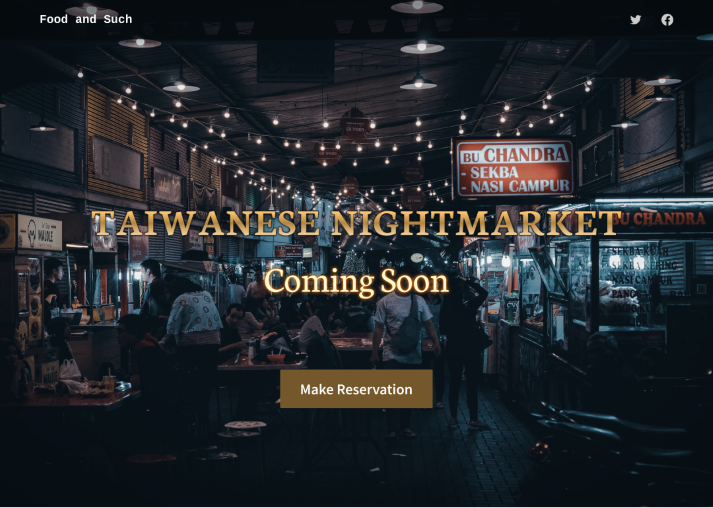 Food and Such
BU CHANDRA
- SEKBA
- NASI CAMPUR
TAIWANESE NIGHTMARKET
BU CHANDRA
Coming Soon
Make Reservation